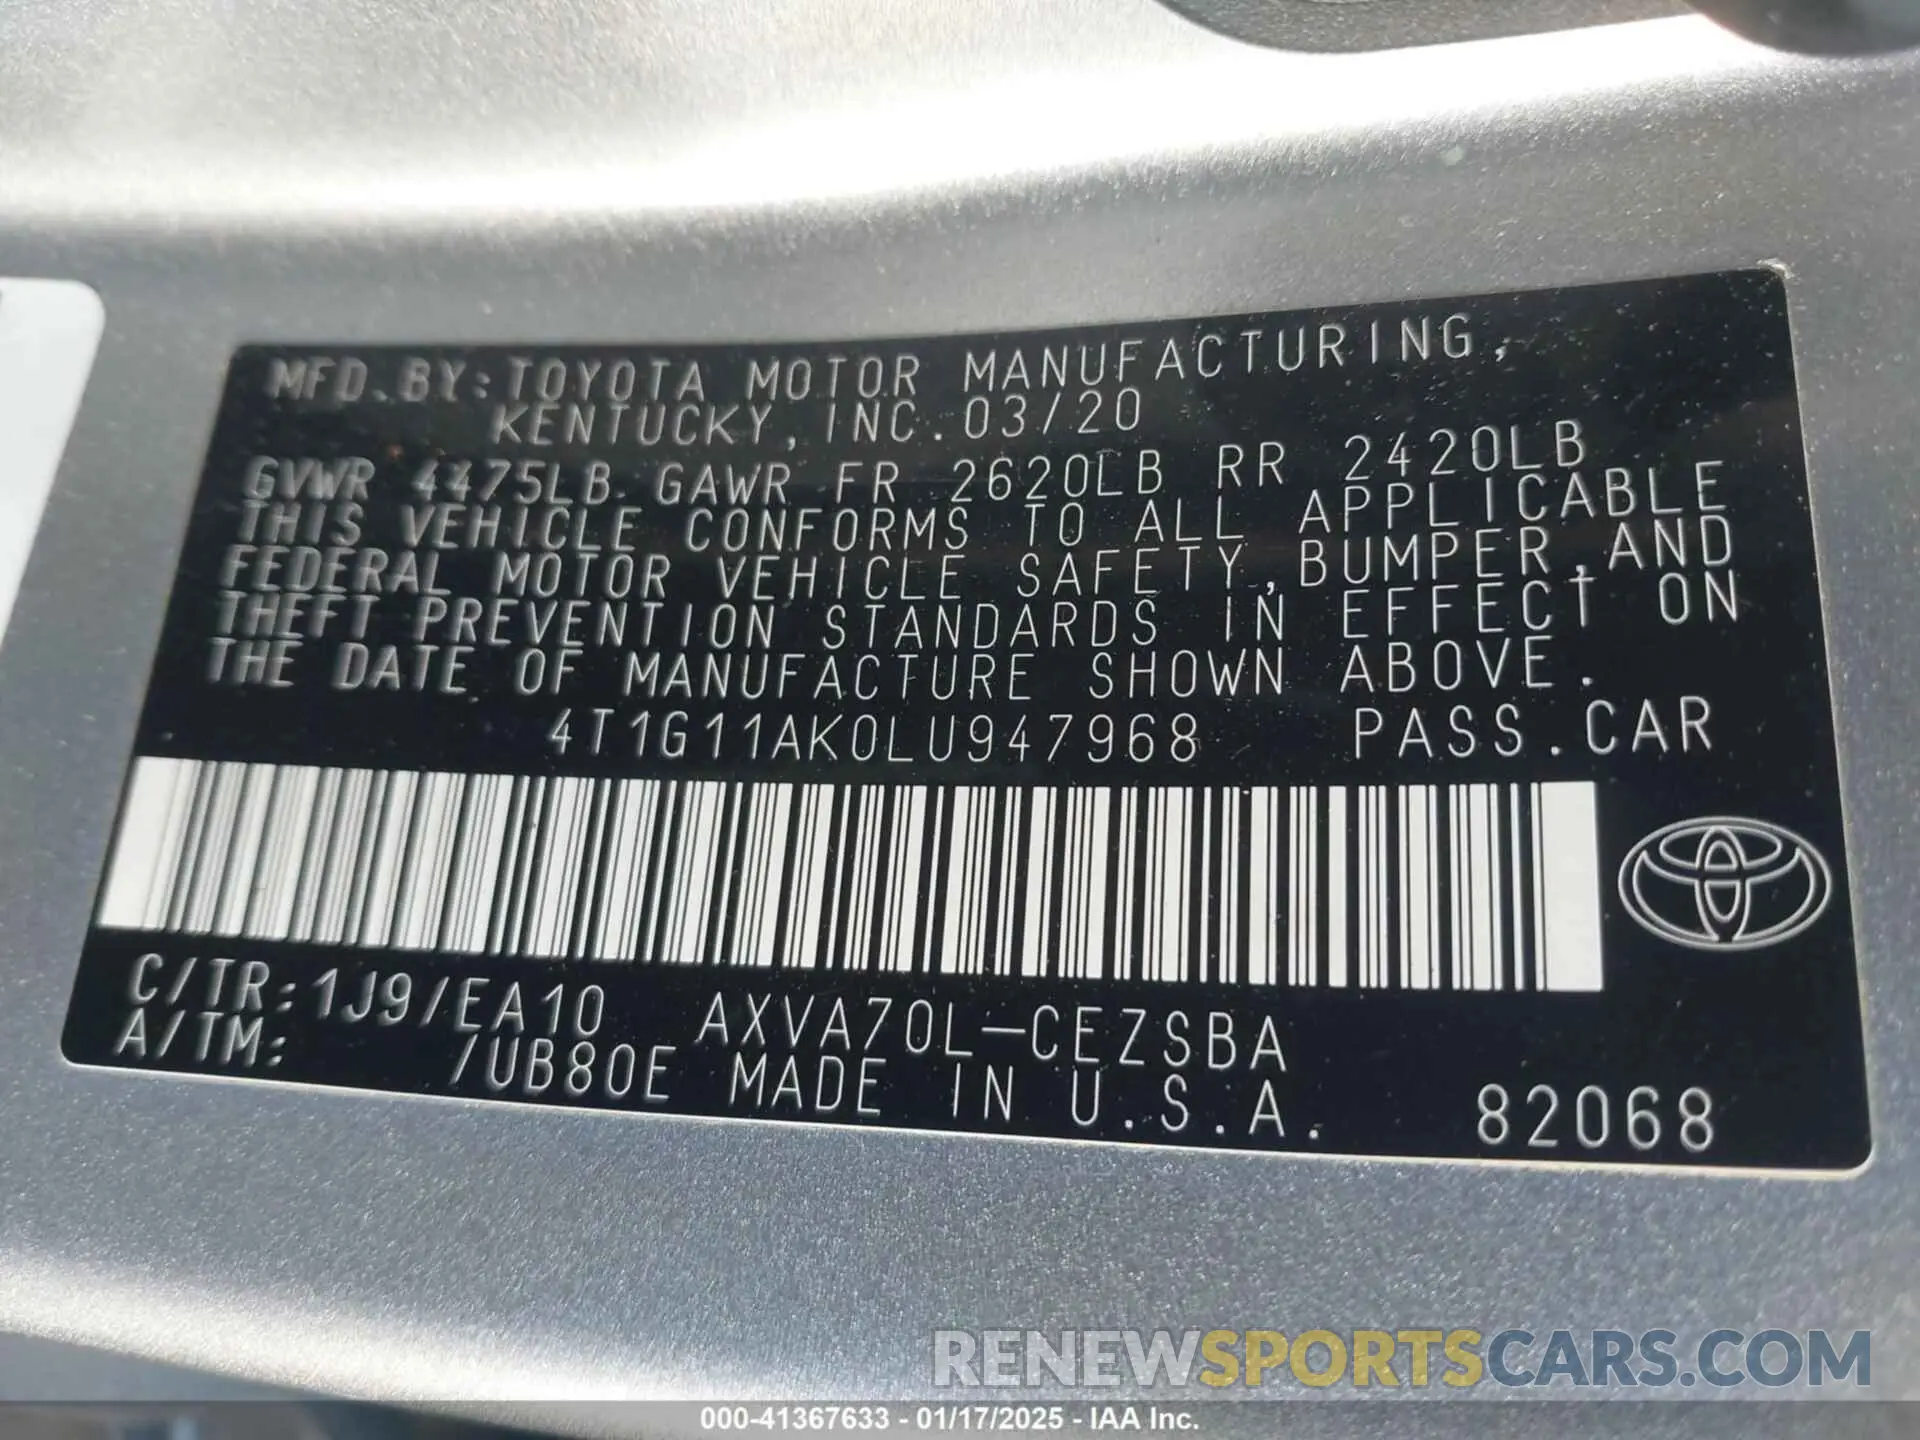 MFD. BY: TOYOTA MOTOR MANUFACTURING,
KENTUCKY, INC. 03/20
GVWR 4475LB GAWR FR 2620LB RR 2420LB
THIS VEHICLE CONFORMS TO ALL APPLICABLE
FEDERAL MOTOR VEHICLE SAFETY, BUMPER, AND
THEFT PREVENTION STANDARDS IN EFFECT ON
THE DATE OF MANUFACTURE SHOWN ABOVE.
4T1G11AK0LU947968 PASS. CAR
C/TR: 1J9/EA10 AXVA70L-CEZSBA
A/TM: /UB80E MADE IN U.S.A. 82068
RENEWSPORTSCARS.COM
000-41367633 - 01/17/2025 - IAA Inc.